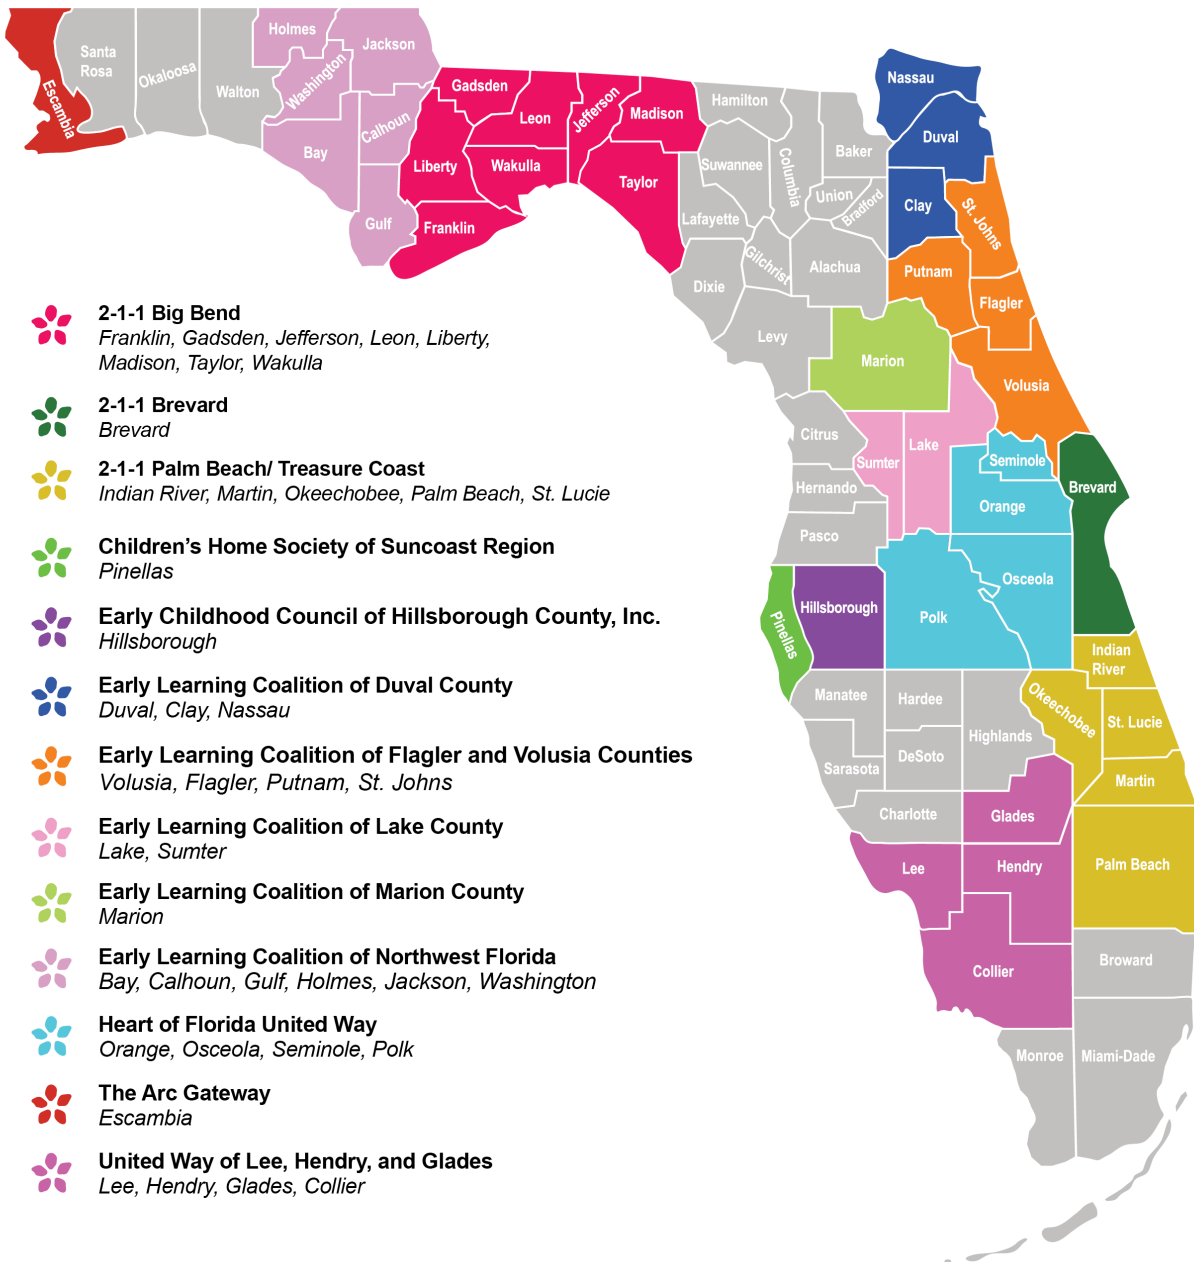 Holmes
Jackson
Santa
Rosa
Okaloosa
Walton
Washington
Escambia
Calhoun
Bay
Gulf
Gadsden
Leon
Jefferson
Madison
Liberty
Wakulla
Taylor
Franklin
Hamilton
Suwannee
Columbia
Lafayette
Baker
Union
Bradford
Gilchrist
Alachua
Dixie
Levy
Nassau
Duval
Clay
St. Johns
Putnam
Flagler
Marion
Volusia
Citrus
Sumter
Lake
Seminole
Hernando
Orange
Brevard
Pasco
Osceola
Hillsborough
Polk
Pinellas
Indian
River
Manatee
Hardee
Okeechobee
St. Lucie
Highlands
DeSoto
Sarasota
Martin
Charlotte
Glades
Lee
Hendry
Palm Beach
Collier
Broward
Monroe
Miami-Dade
2-1-1 Big Bend
Franklin, Gadsden, Jefferson, Leon, Liberty,
Madison, Taylor, Wakulla
2-1-1 Brevard
Brevard
2-1-1 Palm Beach/ Treasure Coast
Indian River, Martin, Okeechobee, Palm Beach, St. Lucie
Children’s Home Society of Suncoast Region
Pinellas
Early Childhood Council of Hillsborough County, Inc.
Hillsborough
Early Learning Coalition of Duval County
Duval, Clay, Nassau
Early Learning Coalition of Flagler and Volusia Counties
Volusia, Flagler, Putnam, St. Johns
Early Learning Coalition of Lake County
Lake, Sumter
Early Learning Coalition of Marion County
Marion
Early Learning Coalition of Northwest Florida
Bay, Calhoun, Gulf, Holmes, Jackson, Washington
Heart of Florida United Way
Orange, Osceola, Seminole, Polk
The Arc Gateway
Escambia
United Way of Lee, Hendry, and Glades
Lee, Hendry, Glades, Collier